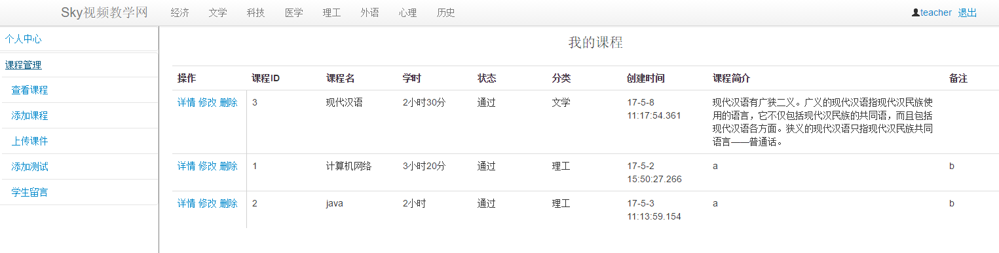 Sky视频教学网 经济 文学 科技 医学 理工 外语 心理 历史 teacher 退出
个人中心
课程管理
查看课程
添加课程
上传课件
添加测试
学生留言
我的课程
操作 课程ID 课程名 学时 状态 分类 创建时间 课程简介 备注
详情 修改 删除 3 现代汉语 2小时30分 通过 文学 17-5-8 现代汉语有广狭二义。广义的现代汉语指现代汉民族使
11:17:54.361 用的语言，它不仅包括现代汉民族的共同语，而且包括
现代汉语各方面。狭义的现代汉语只指现代汉民族共同
语言——普通话。
详情 修改 删除 1 计算机网络 3小时20分 通过 理工 17-5-2 a b
15:50:27.266
详情 修改 删除 2 java 2小时 通过 理工 17-5-3 a b
11:13:59.154